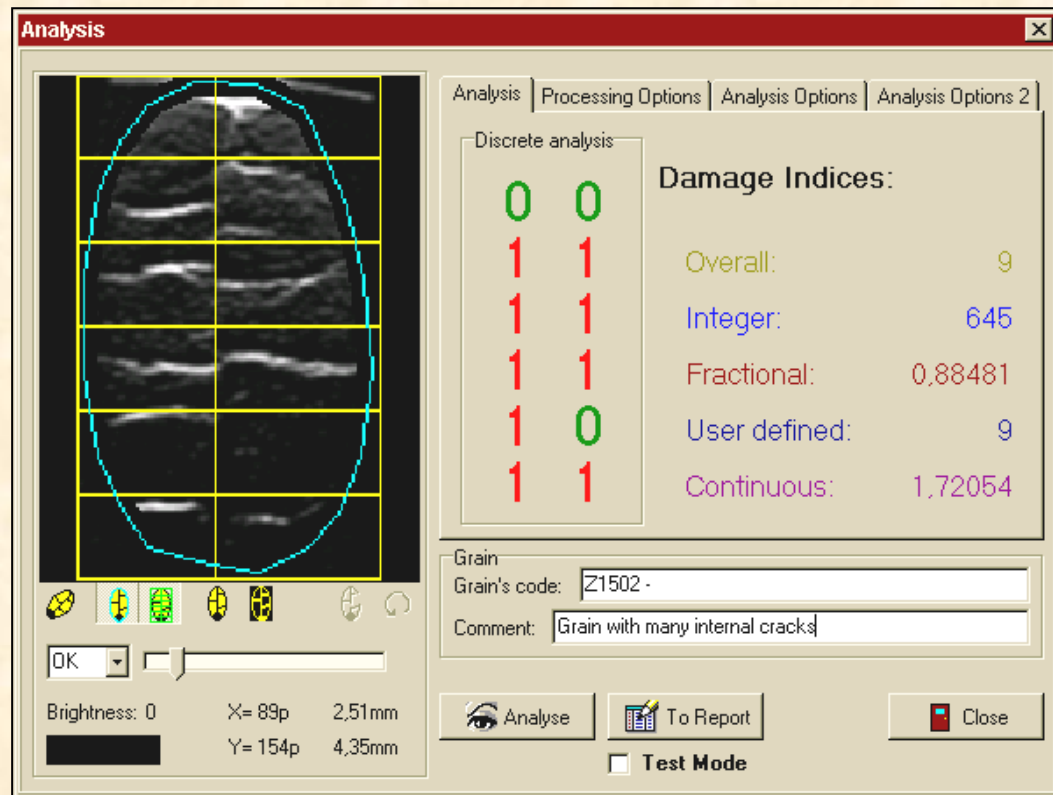 Analysis
Analysis Processing Options Analysis Options Analysis Options 2
Discrete analysis
0 0
1 1
1 1
1 1
1 0
1 1
Damage Indices:
Overall: 9
Integer: 645
Fractional: 0,88481
User defined: 9
Continuous: 1,72054
Grain
Grain's code: Z1502 -
Comment: Grain with many internal cracks
OK
Brightness: 0 X= 89p 2,51mm
Y= 154p 4,35mm
Analyse To Report Close
Test Mode